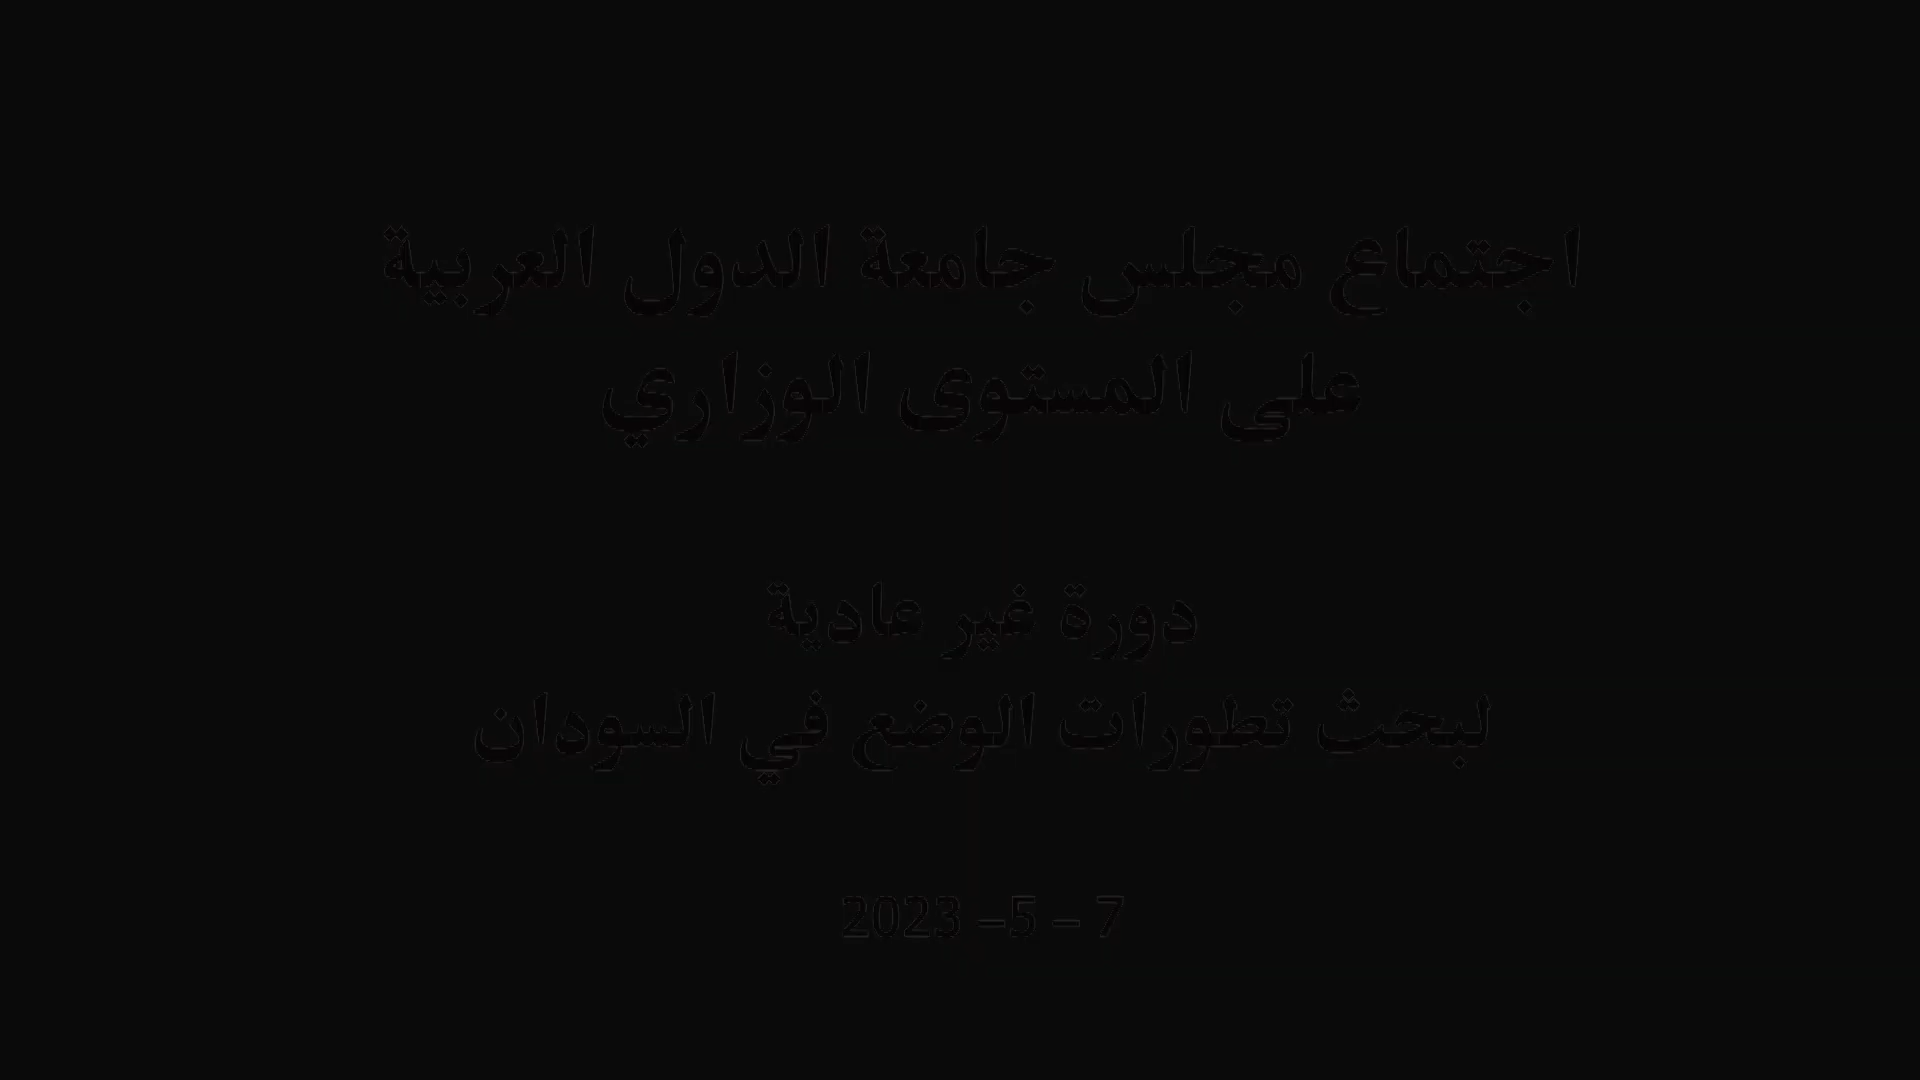 اجتماع مجلس جامعة الدول العربية
على المستوى الوزاري
دورة غير عادية
لبحث تطورات الوضع في السودان
7 – 5– 2023